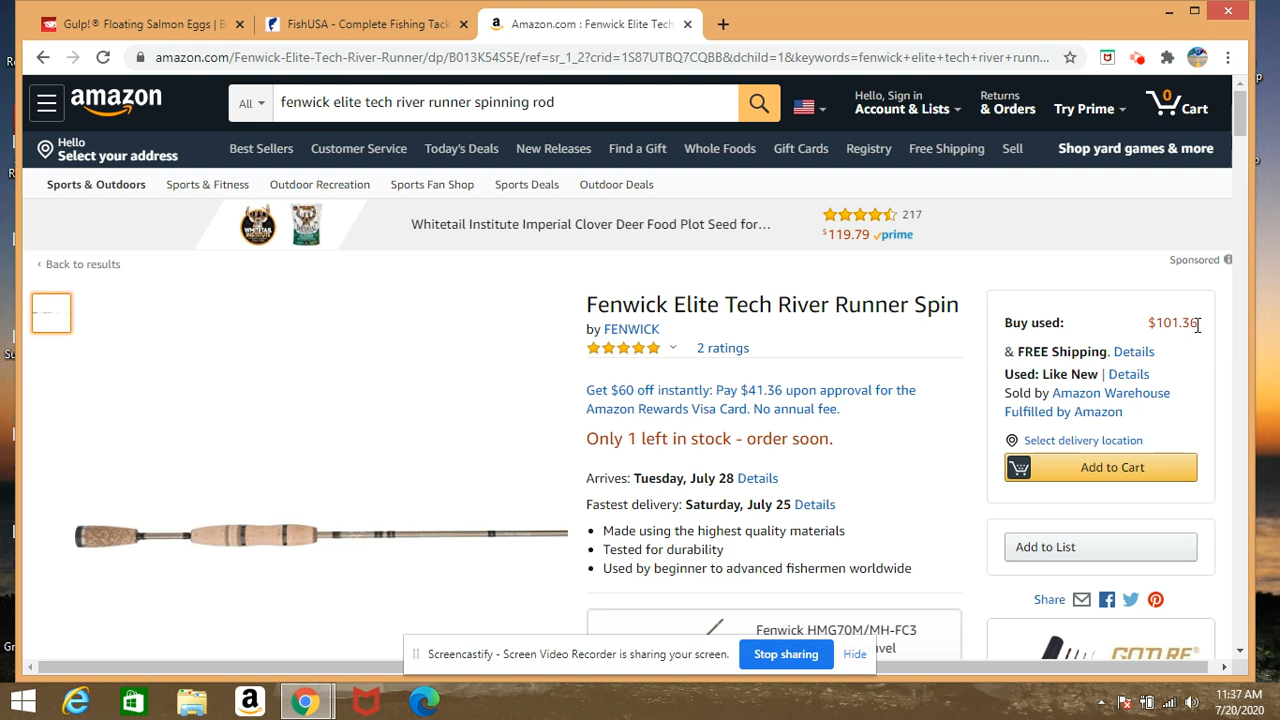 Gulp!® Floating Salmon Eggs | B
FishUSA - Complete Fishing Tack
Amazon.com : Fenwick Elite Tech
amazon.com/Fenwick-Elite-Tech-River-Runner/dp/B013K54S5E/ref=sr_1_2?crid=1S87UTBQ7CQBB&dchild=1&keywords=fenwick+elite+tech+river+runn...
amazon
All
fenwick elite tech river runner spinning rod
Hello, Sign in
Account & Lists
Returns
& Orders
Try Prime
0
Cart
Hello
Select your address
Best Sellers Customer Service Today's Deals New Releases Find a Gift Whole Foods Gift Cards Registry Free Shipping Sell
Shop yard games & more
Sports & Outdoors Sports & Fitness Outdoor Recreation Sports Fan Shop Sports Deals Outdoor Deals
Whitetail Institute Imperial Clover Deer Food Plot Seed for...
217
$119.79 prime
‹ Back to results
Sponsored
Fenwick Elite Tech River Runner Spin
by FENWICK
2 ratings
Get $60 off instantly: Pay $41.36 upon approval for the
Amazon Rewards Visa Card. No annual fee.
Only 1 left in stock - order soon.
Arrives: Tuesday, July 28 Details
Fastest delivery: Saturday, July 25 Details
• Made using the highest quality materials
• Tested for durability
• Used by beginner to advanced fishermen worldwide
Fenwick HMG70M/MH-FC3
avel
Buy used: $101.36
& FREE Shipping. Details
Used: Like New | Details
Sold by Amazon Warehouse
Fulfilled by Amazon
Select delivery location
Add to Cart
Add to List
Share
GOTURE®
Screencastify - Screen Video Recorder is sharing your screen.
Stop sharing
Hide
11:37 AM
7/20/2020